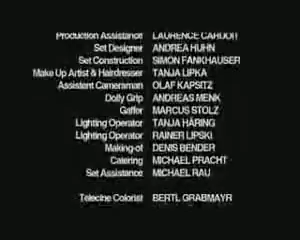 Production Assistance LAURENCE CARDOIT
Set Designer ANDREA HUHN
Set Construction SIMON FANKHAUSER
Make Up Artist & Hairdresser TANJA LIPKA
Assistent Cameraman OLAF KAPSITZ
Dolly Grip ANDREAS MENK
Gaffer MARCUS STOLZ
Lighting Operator TANJA HÄRING
Lighting Operator RAINER LIPSKI
Making-of DENIS BENDER
Catering MICHAEL PRACHT
Set Assistance MICHAEL RAU
Telecine Colorist BERTL GRABMAYR